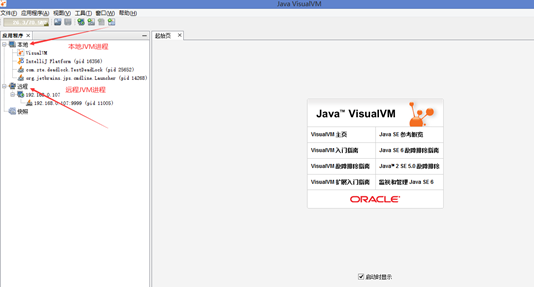 Java VisualVM
文件(F) 应用程序(A) 视图(V) 工具(T) 窗口(W) 帮助(H)
应用程序
起始页
本地
本地JVM进程
VisualVM
IntelliJ Platform (pid 16356)
com.ste.deadlock.TestDeadLock (pid 25652)
org.jetbrains.jps.cmdline.Launcher (pid 14288)
远程
远程JVM进程
192.168.0.107
192.168.0.107:9999 (pid 11005)
快照
Java™ VisualVM
VisualVM 主页 Java SE 参考概览
VisualVM 入门指南 Java SE 6 故障排除指南
VisualVM 故障排除指南 Java™ 2 SE 5.0 故障排除
VisualVM 扩展入门指南 监视和管理 Java SE 6
ORACLE
启动时显示